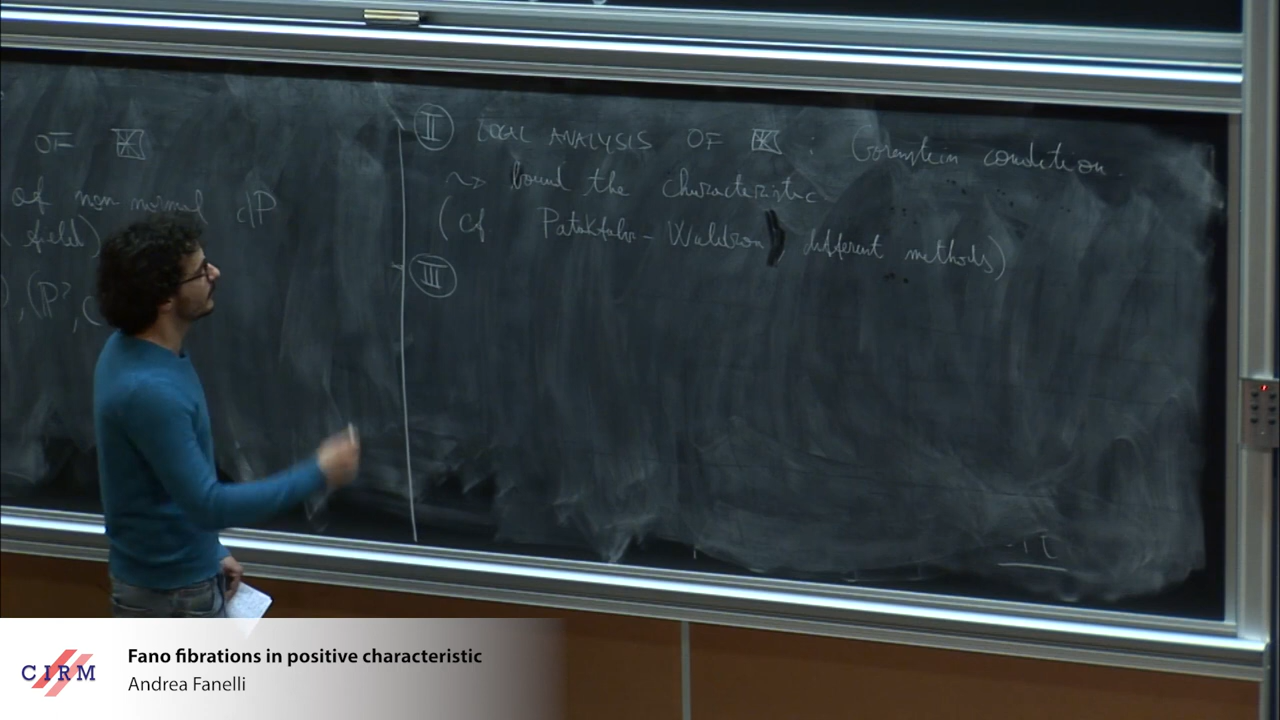 OF
of non normal dP
field)
, (P²,
II LOCAL ANALYSIS OF : Gorenstein condition.
⇝ bound the characteristic
(cf. Patakfalvi - Waldron, different methods)
III
CIRM
Fano fibrations in positive characteristic
Andrea Fanelli